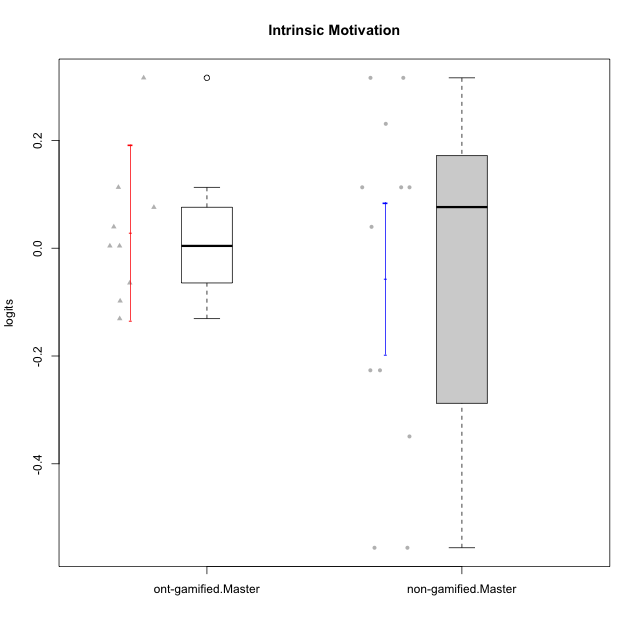 Intrinsic Motivation
logits
0.2
0.0
-0.2
-0.4
ont-gamified.Master
non-gamified.Master